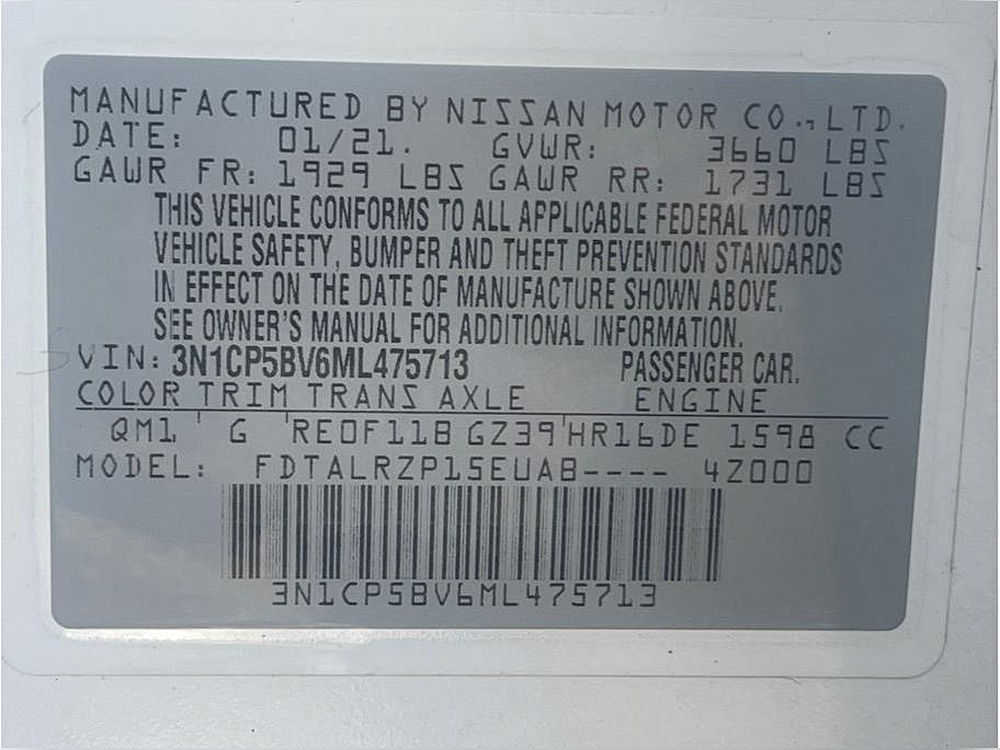 MANUFACTURED BY NISSAN MOTOR CO., LTD.
DATE: 01/21. GVWR: 3660 LBS
GAWR FR: 1929 LBS GAWR RR: 1731 LBS
THIS VEHICLE CONFORMS TO ALL APPLICABLE FEDERAL MOTOR
VEHICLE SAFETY, BUMPER AND THEFT PREVENTION STANDARDS
IN EFFECT ON THE DATE OF MANUFACTURE SHOWN ABOVE.
SEE OWNER'S MANUAL FOR ADDITIONAL INFORMATION.
VIN: 3N1CP5BV6ML475713 PASSENGER CAR.
COLOR TRIM TRANS AXLE ENGINE
QM1 ' G 'RE0F11B GZ39'HR16DE 1598 CC
MODEL: FDTALRZP15EUAB---- 4Z000
3N1CP5BV6ML475713